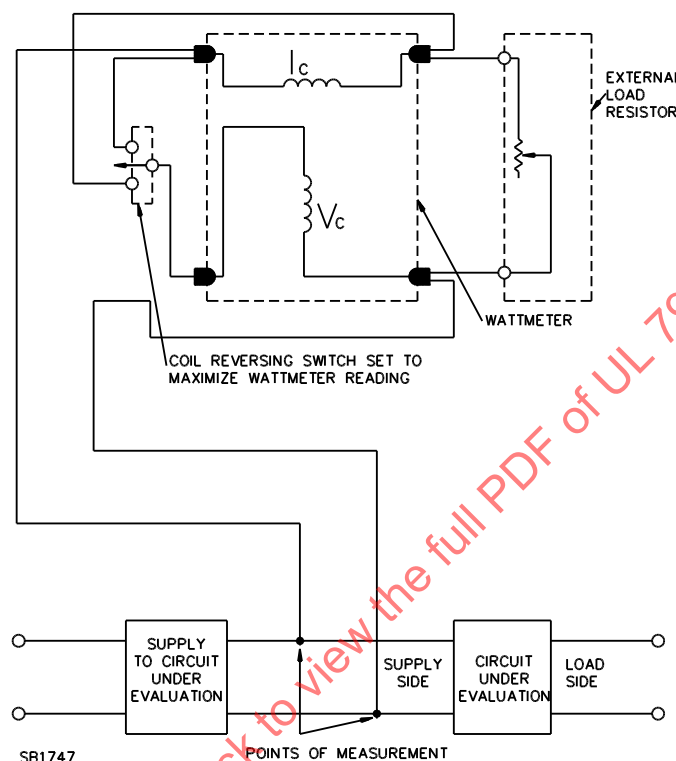 Ic
EXTERNAL
LOAD
RESISTOR
Vc
WATTMETER
COIL REVERSING SWITCH SET TO
MAXIMIZE WATTMETER READING
SUPPLY
TO CIRCUIT
UNDER
EVALUATION
SUPPLY
SIDE
CIRCUIT
UNDER
EVALUATION
LOAD
SIDE
POINTS OF MEASUREMENT
SB1747
to view the full PDF of UL